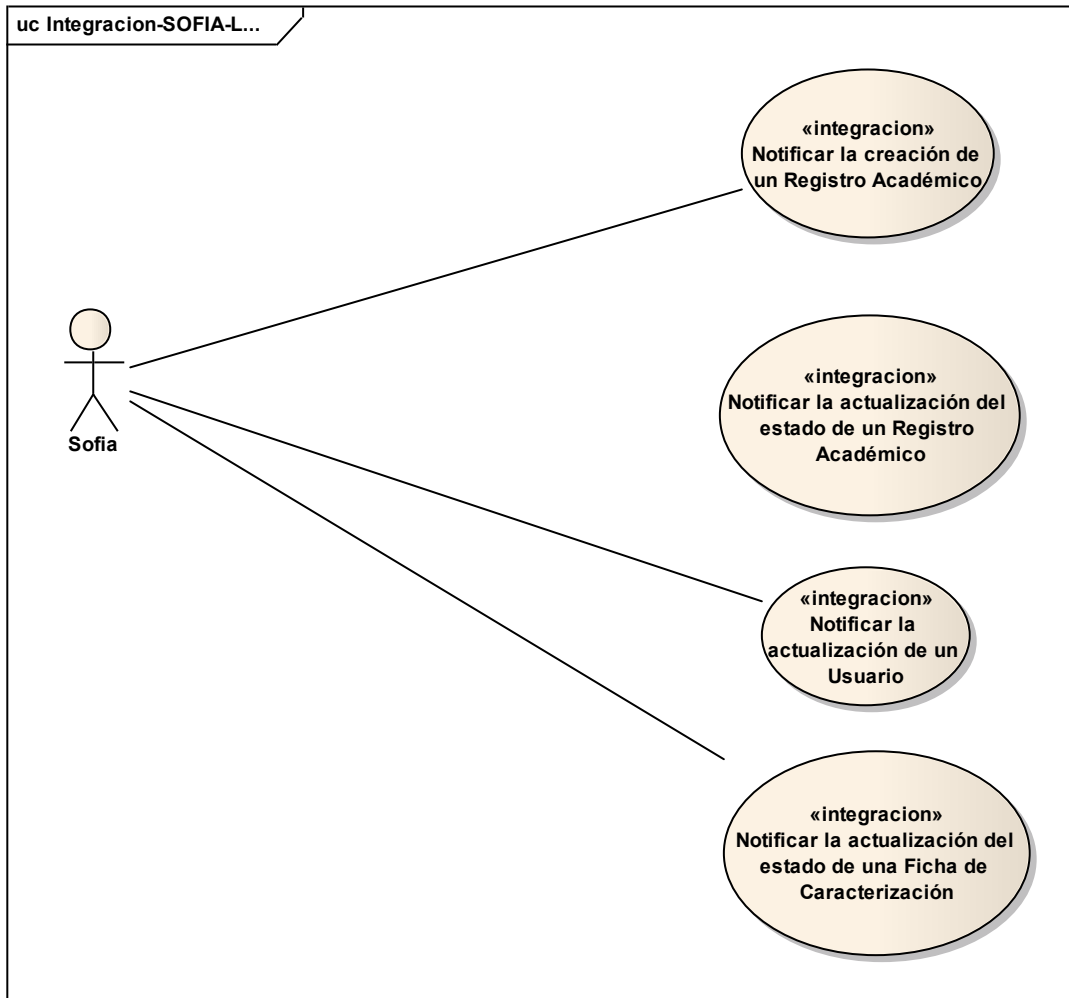 uc Integracion-SOFIA-L...
«integracion»
Notificar la creación de
un Registro Académico
«integracion»
Notificar la actualización del
estado de un Registro
Académico
Sofia
«integracion»
Notificar la
actualización de un
Usuario
«integracion»
Notificar la actualización del
estado de una Ficha de
Caracterización